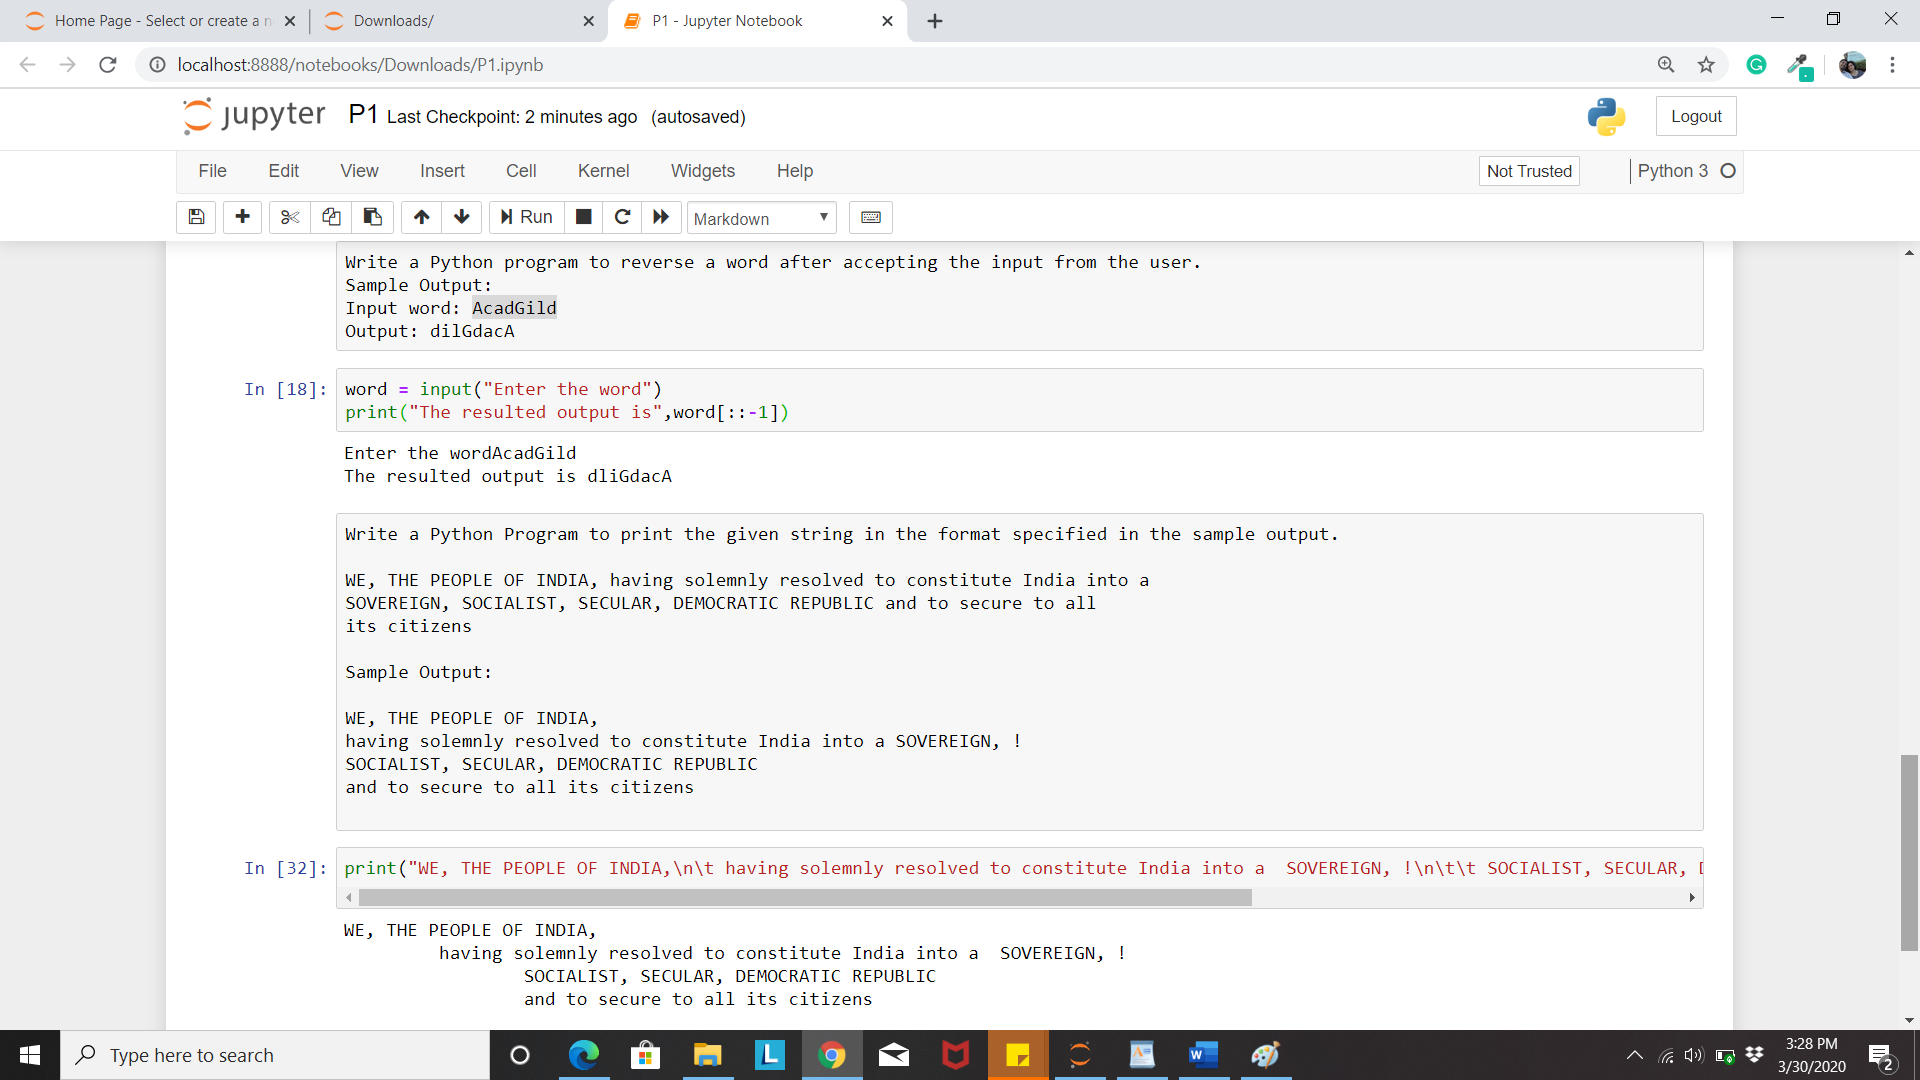 Home Page - Select or create a n
Downloads/
P1 - Jupyter Notebook
localhost:8888/notebooks/Downloads/P1.ipynb
jupyter P1 Last Checkpoint: 2 minutes ago (autosaved)
Logout
File Edit View Insert Cell Kernel Widgets Help
Not Trusted
Python 3
Run
Markdown
Write a Python program to reverse a word after accepting the input from the user.
Sample Output:
Input word: AcadGild
Output: dilGdacA
In [18]: word = input("Enter the word")
print("The resulted output is",word[::-1])
Enter the wordAcadGild
The resulted output is dliGdacA
Write a Python Program to print the given string in the format specified in the sample output.
WE, THE PEOPLE OF INDIA, having solemnly resolved to constitute India into a
SOVEREIGN, SOCIALIST, SECULAR, DEMOCRATIC REPUBLIC and to secure to all
its citizens
Sample Output:
WE, THE PEOPLE OF INDIA,
having solemnly resolved to constitute India into a SOVEREIGN, !
SOCIALIST, SECULAR, DEMOCRATIC REPUBLIC
and to secure to all its citizens
In [32]: print("WE, THE PEOPLE OF INDIA,\n\t having solemnly resolved to constitute India into a  SOVEREIGN, !\n\t\t SOCIALIST, SECULAR,
WE, THE PEOPLE OF INDIA,
having solemnly resolved to constitute India into a  SOVEREIGN, !
SOCIALIST, SECULAR, DEMOCRATIC REPUBLIC
and to secure to all its citizens
Type here to search
3:28 PM
3/30/2020
2